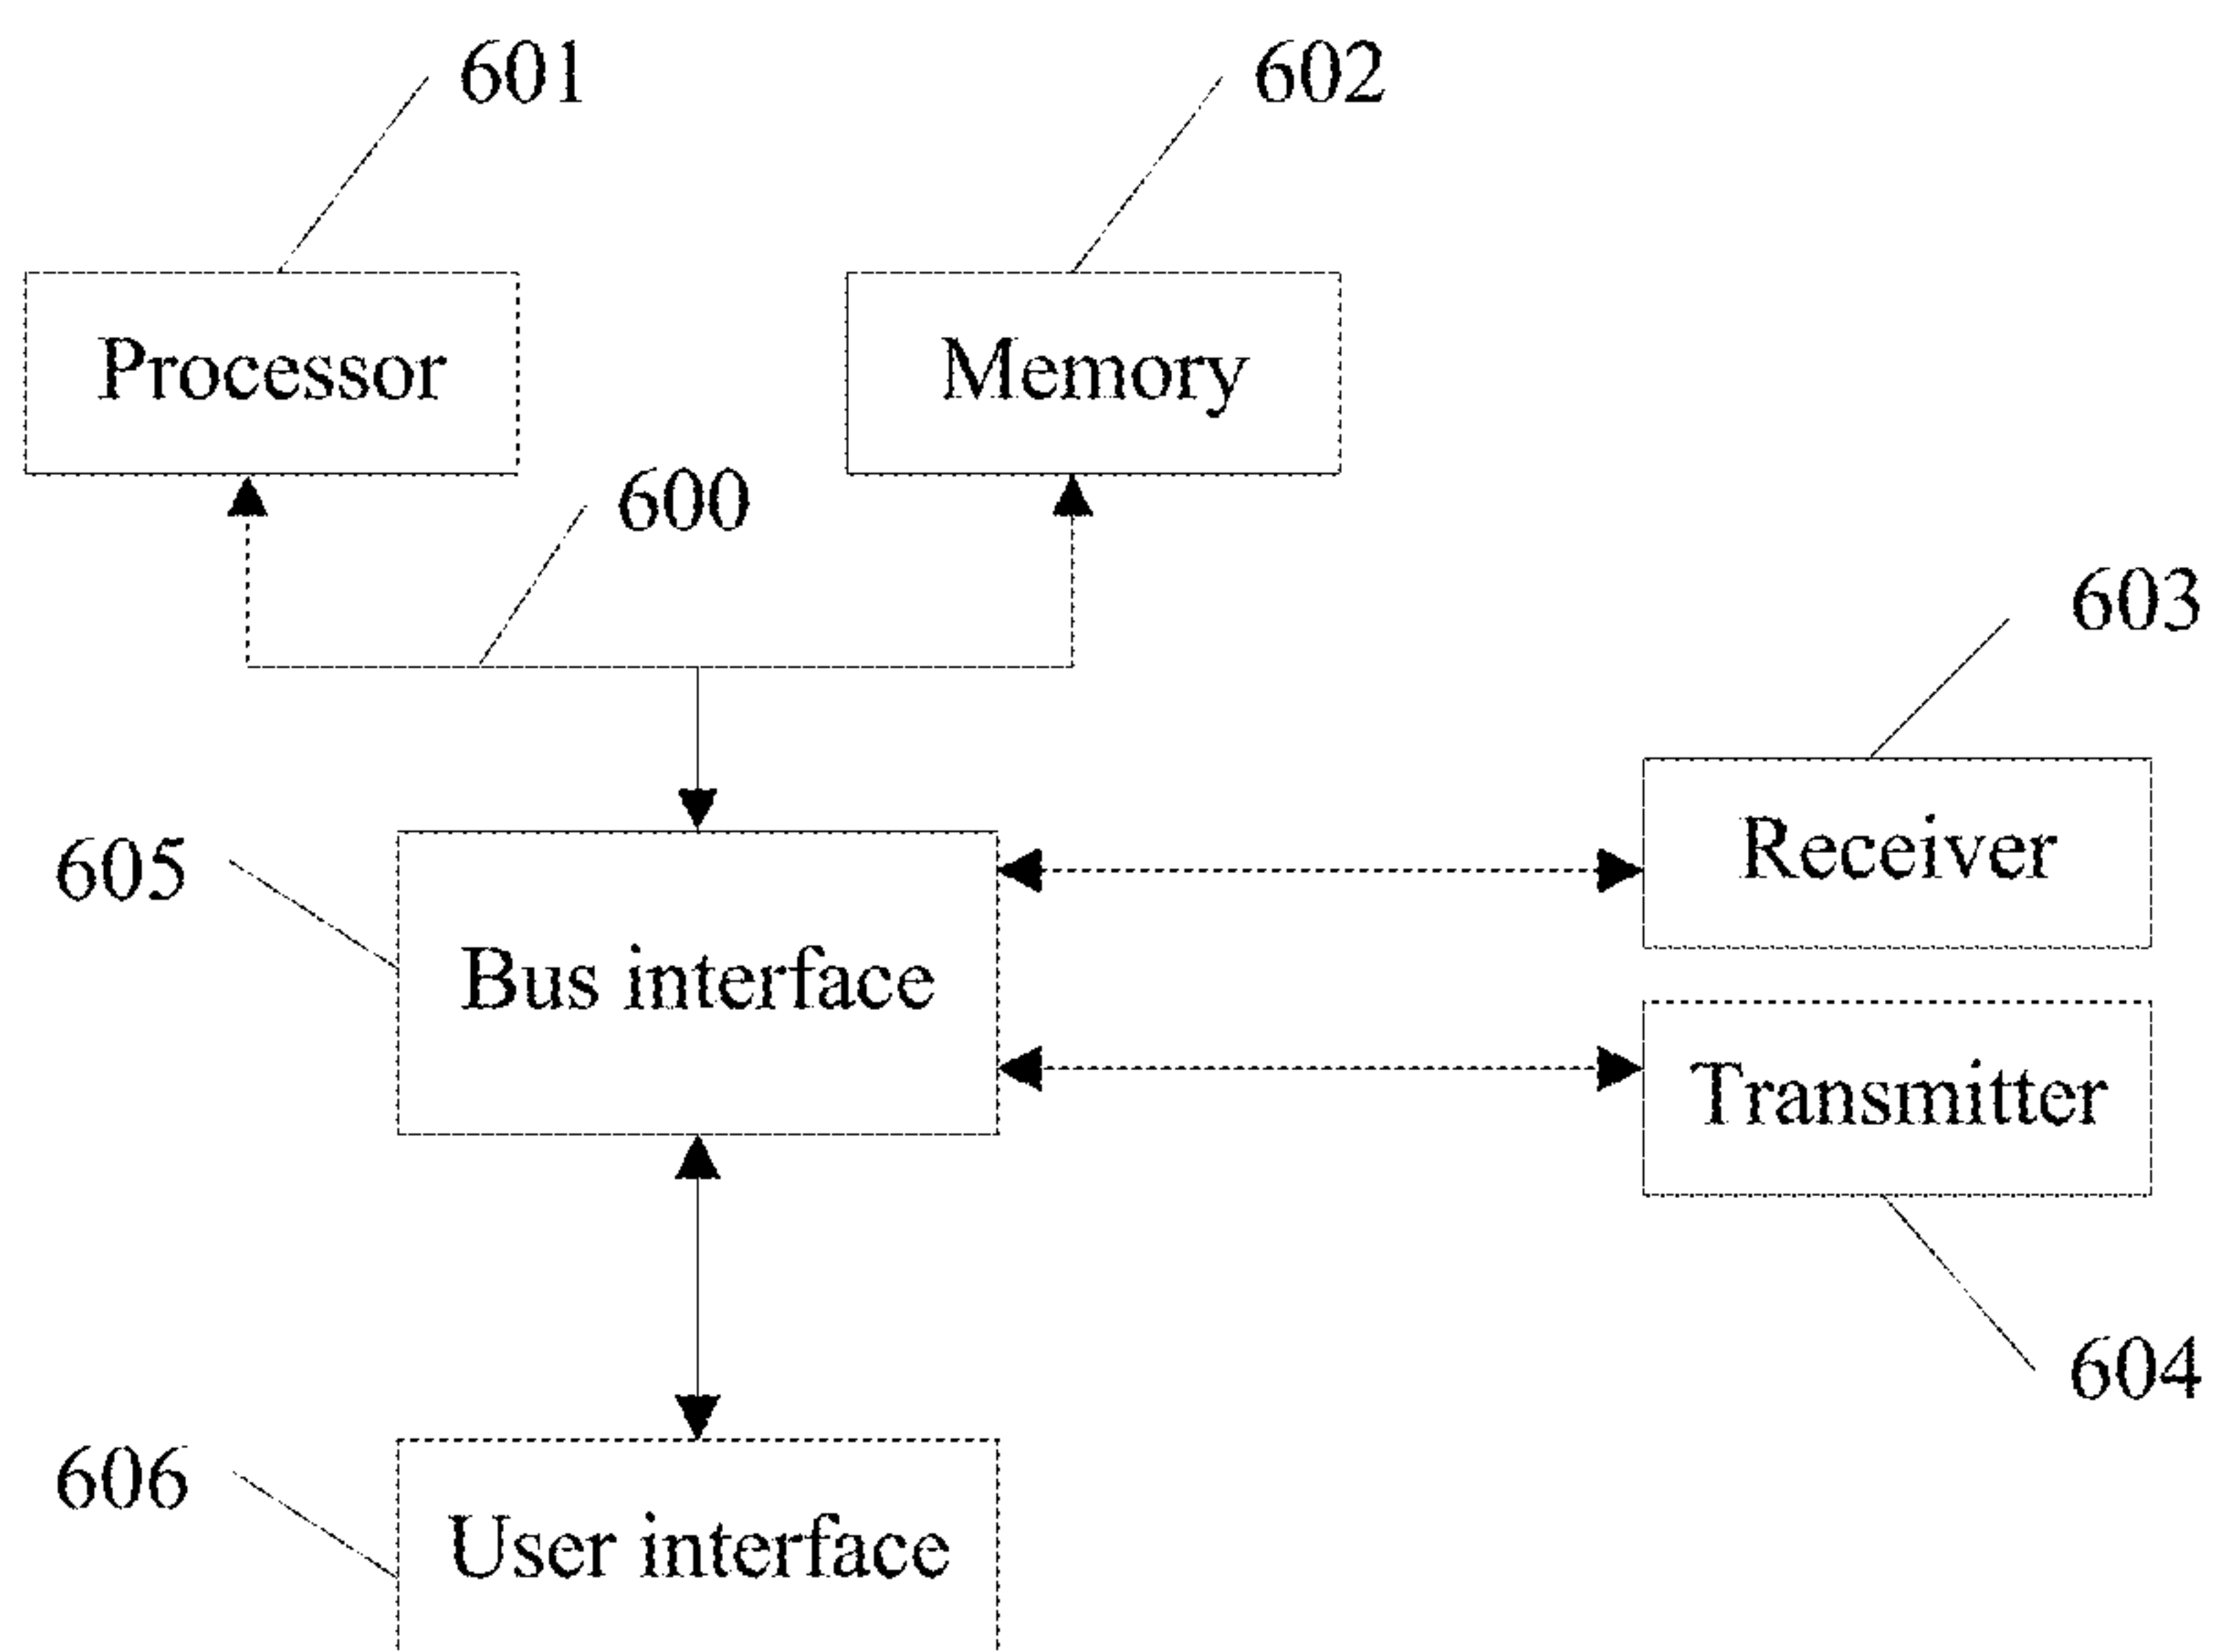 601
602
Processor
Memory
600
603
605
Receiver
Bus interface
Transmitter
604
606
User interface